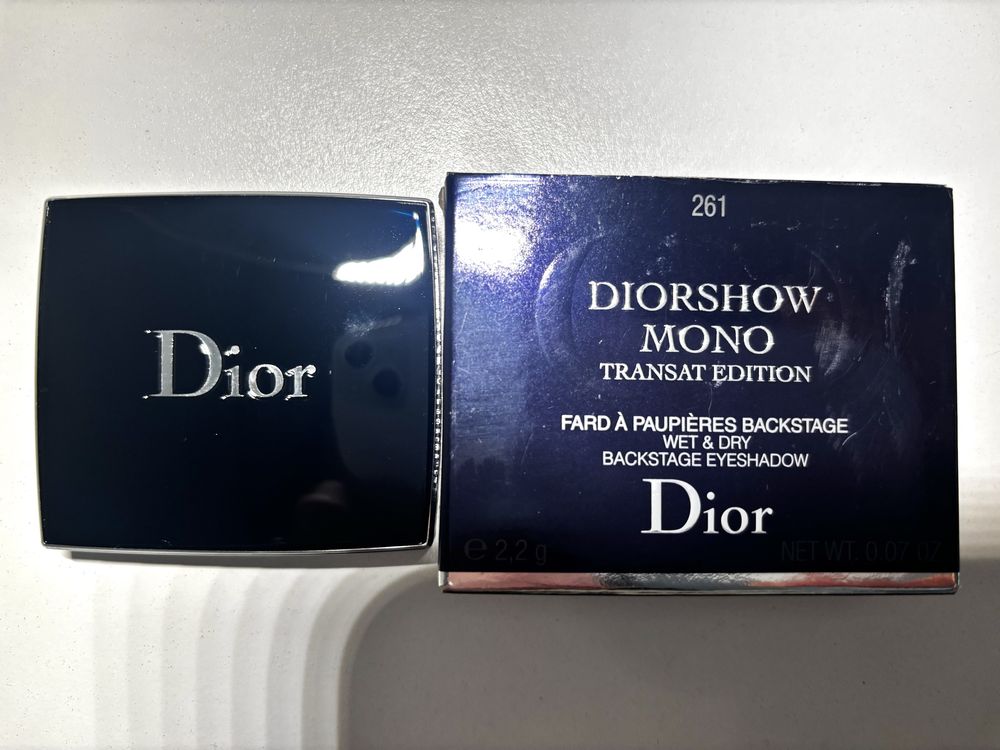 Dior
261
DIORSHOW
MONO
TRANSAT EDITION
FARD À PAUPIÈRES BACKSTAGE
WET & DRY
BACKSTAGE EYESHADOW
Dior
e 2,2 g
NET WT. 0.07 OZ